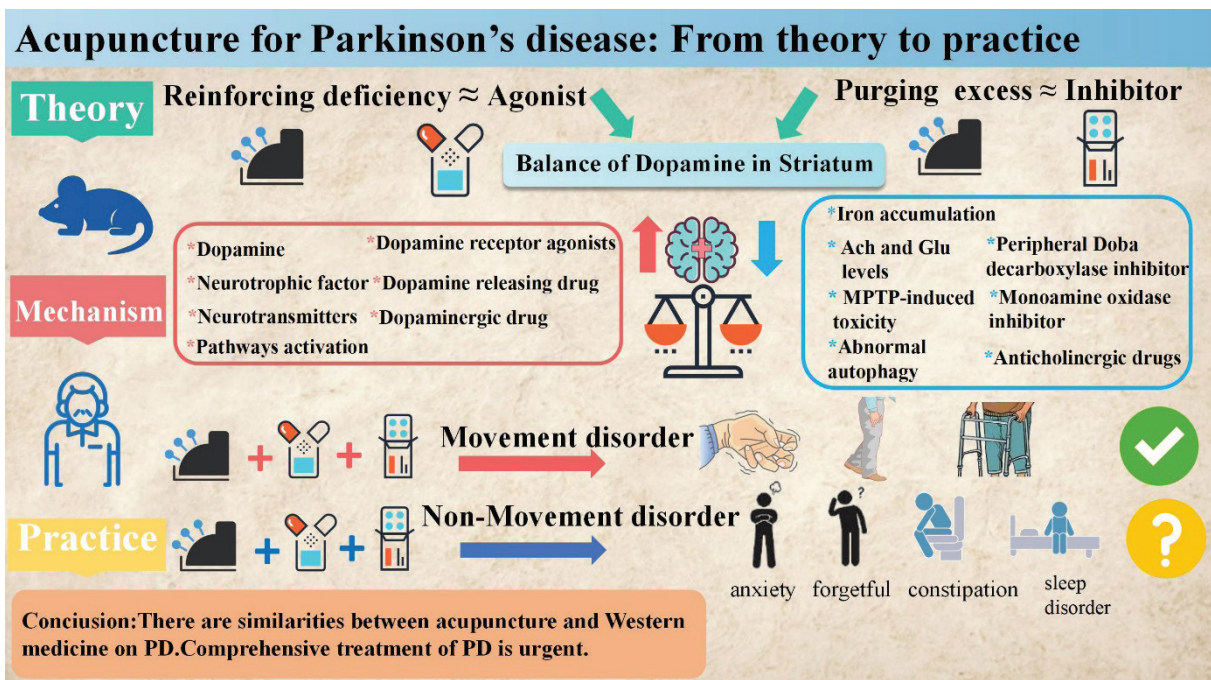 Acupuncture for Parkinson's disease: From theory to practice
Theory
Reinforcing deficiency ≈ Agonist
Purging excess ≈ Inhibitor
Balance of Dopamine in Striatum
Mechanism
*Dopamine
*Neurotrophic factor
*Neurotransmitters
*Pathways activation
*Dopamine receptor agonists
*Dopamine releasing drug
*Dopaminergic drug
*Iron accumulation
*Ach and Glu
levels
*MPTP-induced
toxicity
*Abnormal
autophagy
*Peripheral Doba
decarboxylase inhibitor
*Monoamine oxidase
inhibitor
*Anticholinergic drugs
Movement disorder
Practice
Non-Movement disorder
anxiety
forgetful
constipation
sleep
disorder
Conciusion:There are similarities between acupuncture and Western
medicine on PD.Comprehensive treatment of PD is urgent.